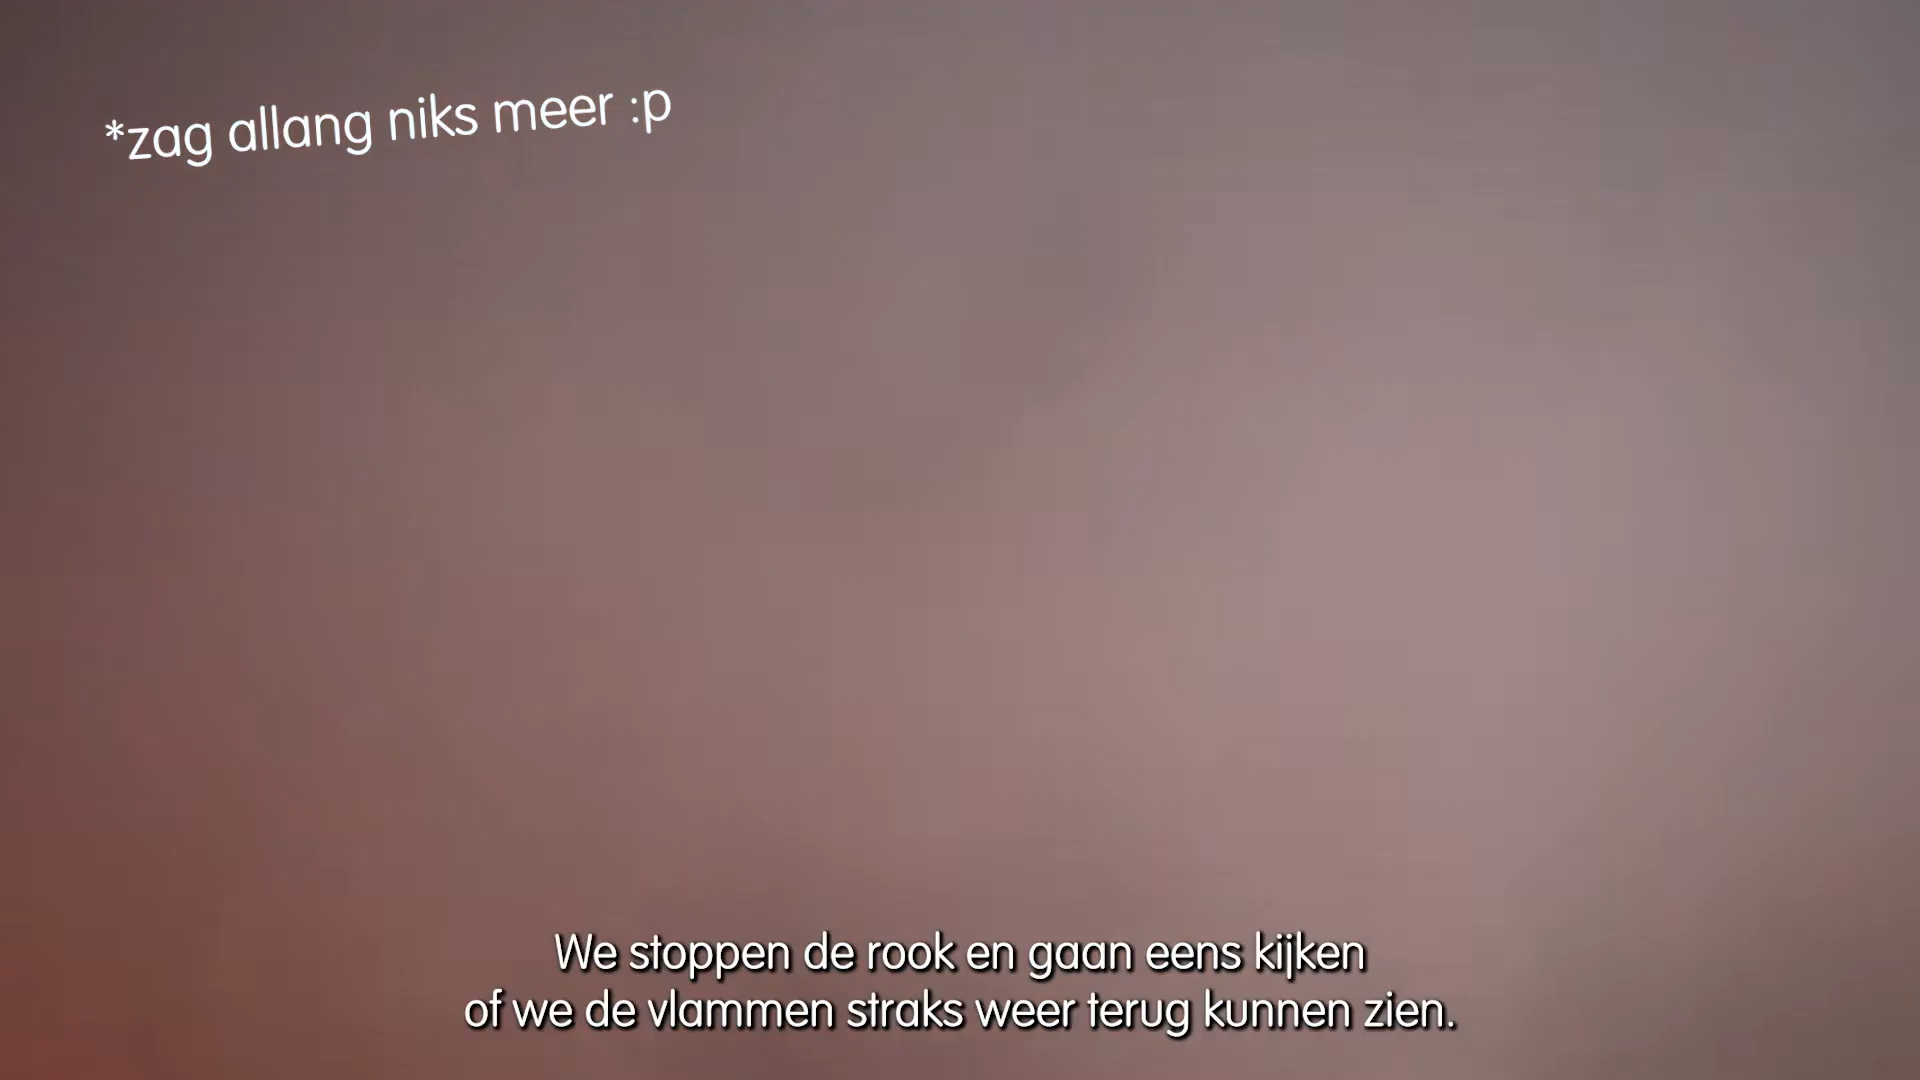 *zag allang niks meer :p
We stoppen de rook en gaan eens kijken
of we de vlammen straks weer terug kunnen zien.